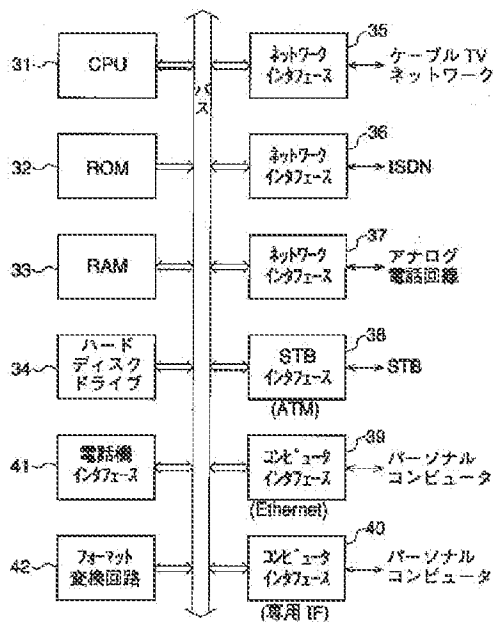 31
CPU
バス
35
ネットワーク
インタフェース
ケーブルTV
ネットワーク
32
ROM
36
ネットワーク
インタフェース
ISDN
33
RAM
37
ネットワーク
インタフェース
アナログ
電話回線
34
ハード
ディスク
ドライブ
38
STB
インタフェース
(ATM)
STB
41
電話機
インタフェース
39
コンピュータ
インタフェース
(Ethernet)
パーソナル
コンピュータ
42
フォーマット
変換回路
40
コンピュータ
インタフェース
(専用IF)
パーソナル
コンピュータ